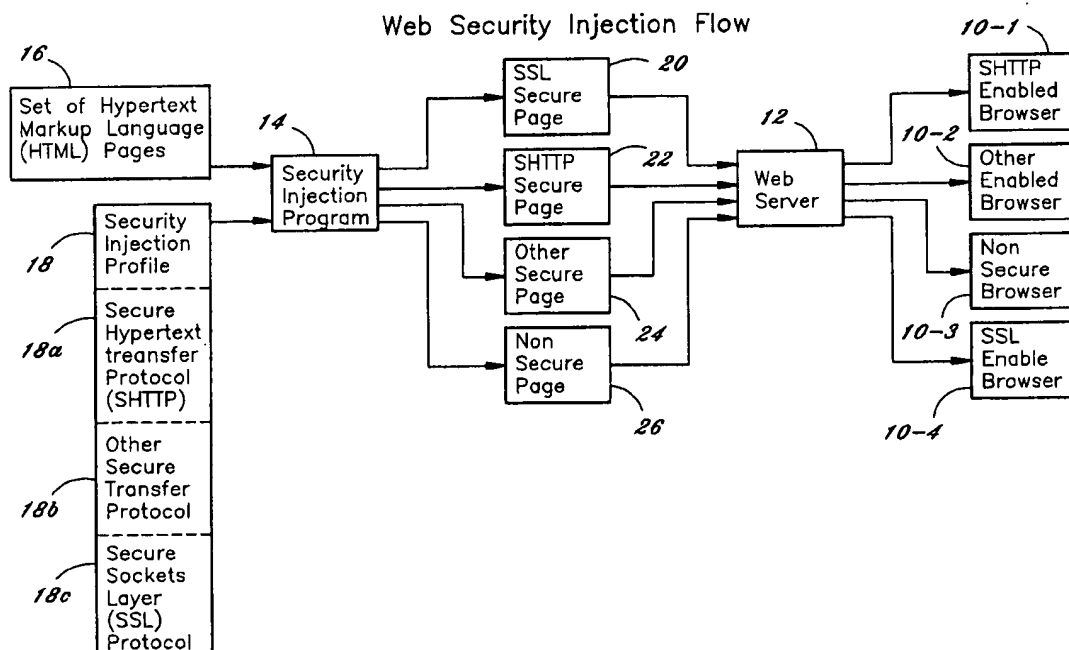 Web Security Injection Flow
16
Set of Hypertext
Markup Language
(HTML) Pages
14
Security
Injection
Program
18
Security
Injection
Profile
18a
Secure
Hypertext
treansfer
Protocol
(SHTTP)
18b
Other
Secure
Transfer
Protocol
18c
Secure
Sockets
Layer
(SSL)
Protocol
20
SSL
Secure
Page
22
SHTTP
Secure
Page
24
Other
Secure
Page
26
Non
Secure
Page
12
Web
Server
10-1
SHTTP
Enabled
Browser
10-2
Other
Enabled
Browser
10-3
Non
Secure
Browser
10-4
SSL
Enable
Browser